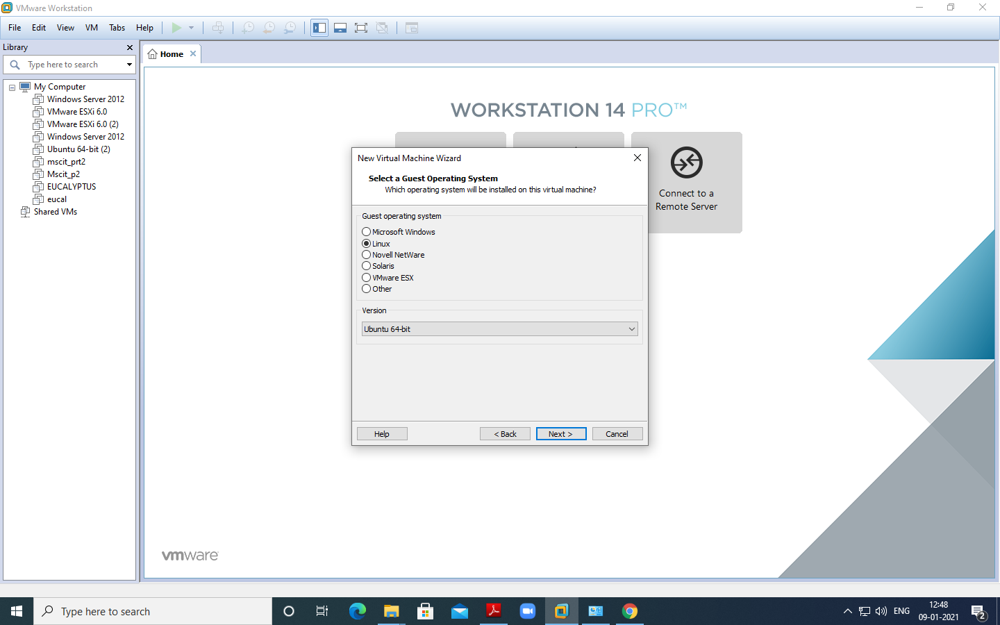 VMware Workstation
File Edit View VM Tabs Help
Library
Type here to search
My Computer
Windows Server 2012
VMware ESXi 6.0
VMware ESXi 6.0 (2)
Windows Server 2012
Ubuntu 64-bit (2)
mscit_prt2
Mscit_p2
EUCALYPTUS
eucal
Shared VMs
Home
WORKSTATION 14 PRO™
Connect to a
Remote Server
New Virtual Machine Wizard
Select a Guest Operating System
Which operating system will be installed on this virtual machine?
Guest operating system
Microsoft Windows
Linux
Novell NetWare
Solaris
VMware ESX
Other
Version
Ubuntu 64-bit
Help < Back Next > Cancel
vmware
Type here to search
ENG
12:48
09-01-2021
2